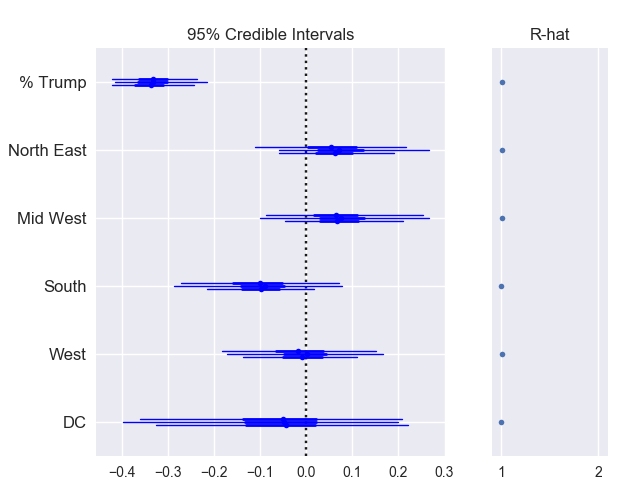 95% Credible Intervals
R-hat
% Trump
North East
Mid West
South
West
DC
−0.4 −0.3 −0.2 −0.1 0.0 0.1 0.2 0.3
1 2